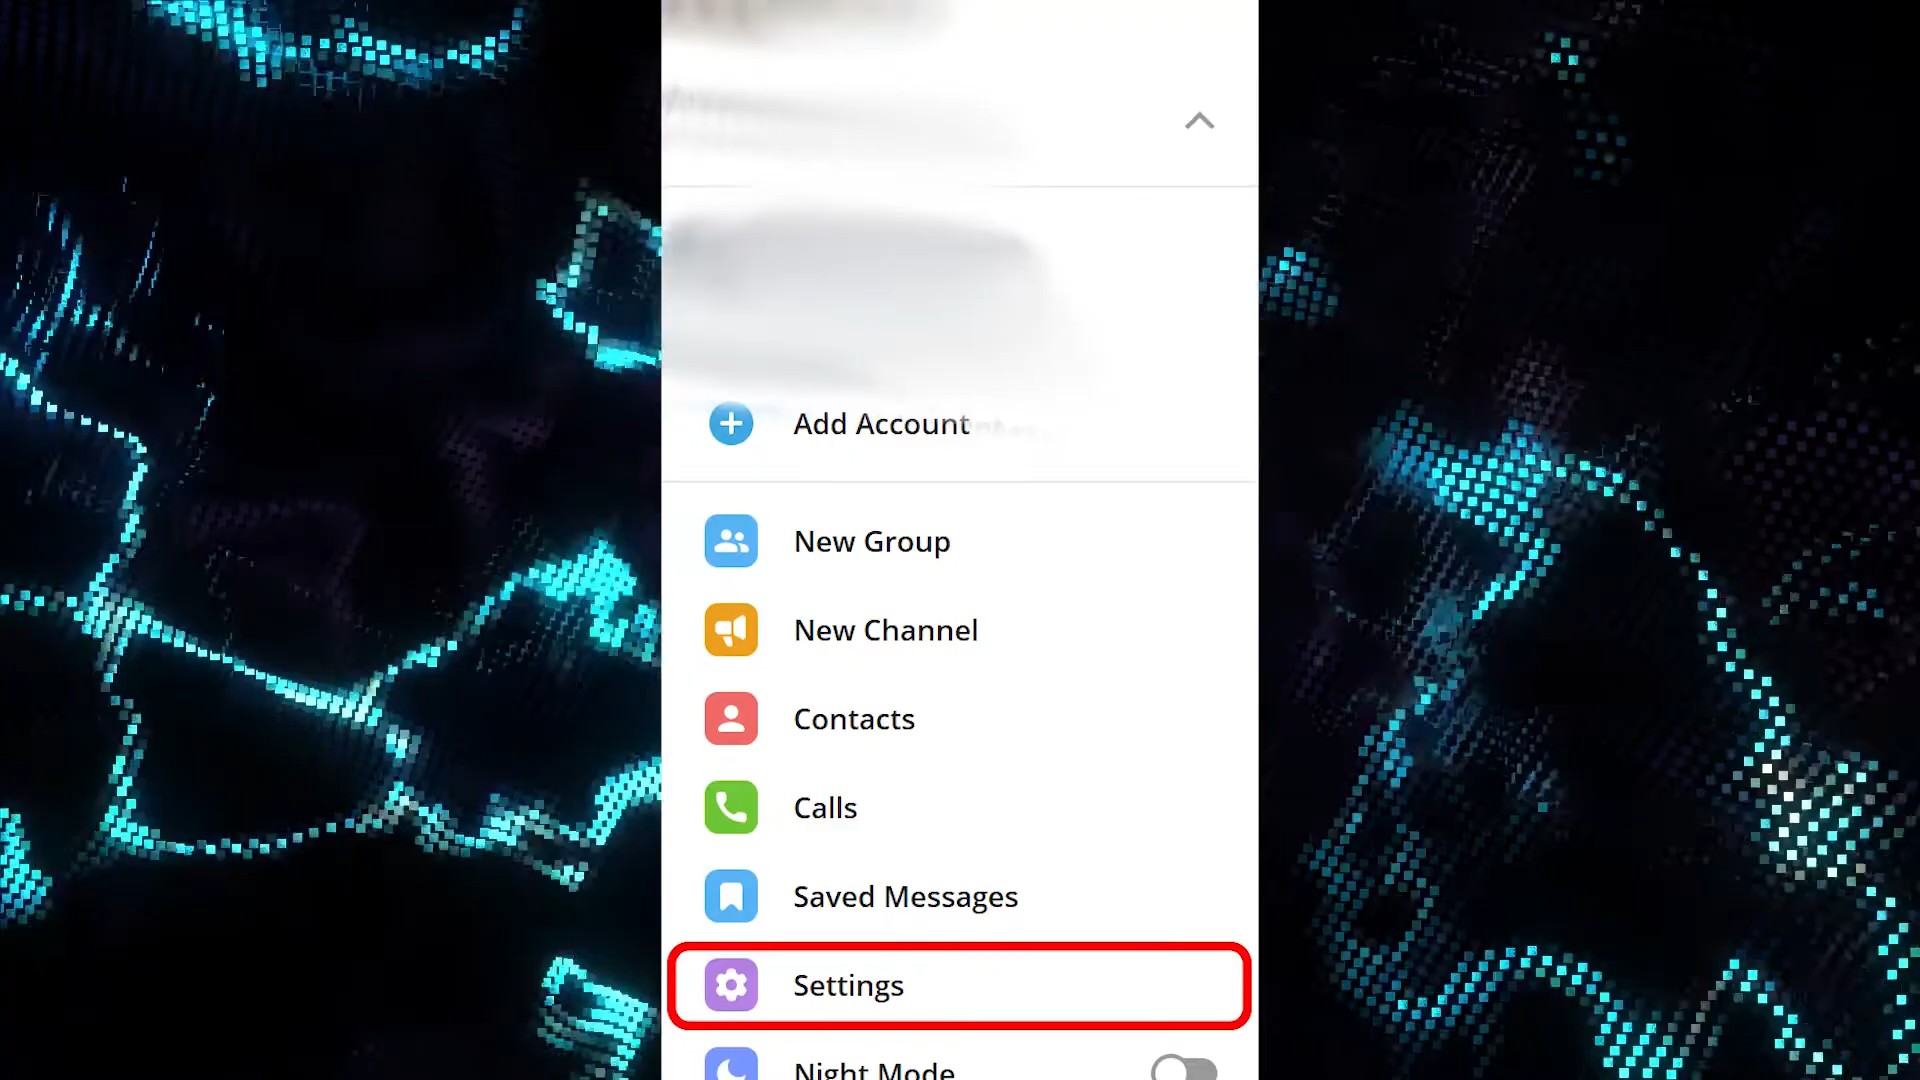 Add Account
New Group
New Channel
Contacts
Calls
Saved Messages
Settings
Night Mode